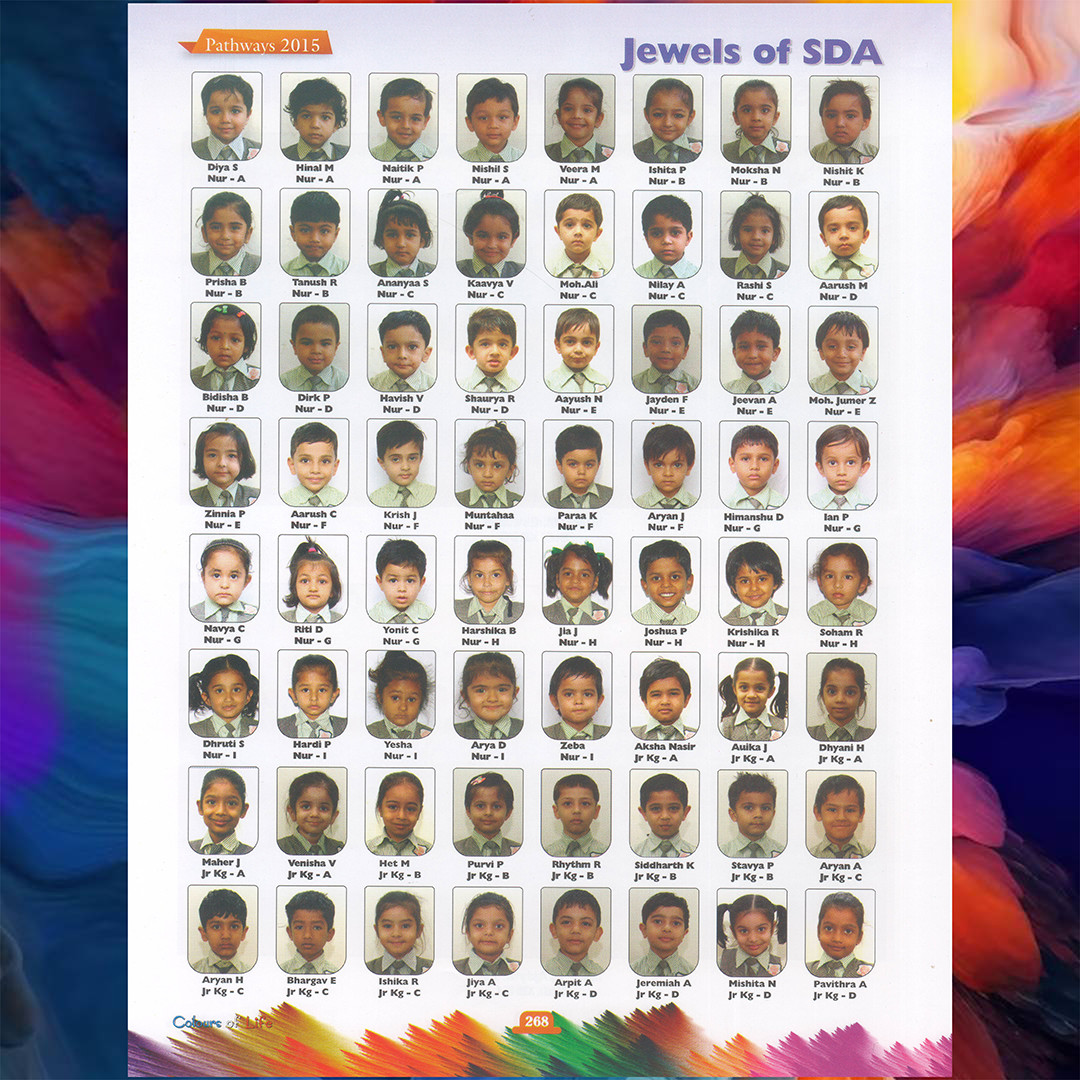 Pathways 2015
Jewels of SDA
Diya S Hinal M Naitik P Nishil S Veera M Ishita P Moksha N Nishit K
Nur - A Nur - A Nur - A Nur - A Nur - A Nur - B Nur - B Nur - B
Prisha B Tanush R Ananyaa S Kaavya V Moh.Ali Nilay A Rashi S Aarush M
Nur - B Nur - B Nur - C Nur - C Nur - C Nur - C Nur - C Nur - D
Bidisha B Dirk P Havish V Shaurya R Aayush N Jayden F Jeevan A Moh. Jumer Z
Nur - D Nur - D Nur - D Nur - D Nur - E Nur - E Nur - E Nur - E
Zinnia P Aarush C Krish J Muntahaa Paraa K Aryan J Himanshu D Ian P
Nur - E Nur - F Nur - F Nur - F Nur - F Nur - F Nur - G Nur - G
Navya C Riti D Yonit C Harshika B Jia J Joshua P Krishika R Soham R
Nur - G Nur - G Nur - G Nur - H Nur - H Nur - H Nur - H Nur - H
Dhruti S Hardi P Yesha Arya D Zeba Aksha Nasir Auika J Dhyani H
Nur - I Nur - I Nur - I Nur - I Nur - I Jr Kg - A Jr Kg - A Jr Kg - A
Maher J Venisha V Het M Purvi P Rhythm R Siddharth K Stavya P Aryan A
Jr Kg - A Jr Kg - A Jr Kg - B Jr Kg - B Jr Kg - B Jr Kg - B Jr Kg - B Jr Kg - C
Aryan H Bhargav E Ishika R Jiya A Arpit A Jeremiah A Mishita N Pavithra A
Jr Kg - C Jr Kg - C Jr Kg - C Jr Kg - C Jr Kg - D Jr Kg - D Jr Kg - D Jr Kg - D
Colours of Life
268